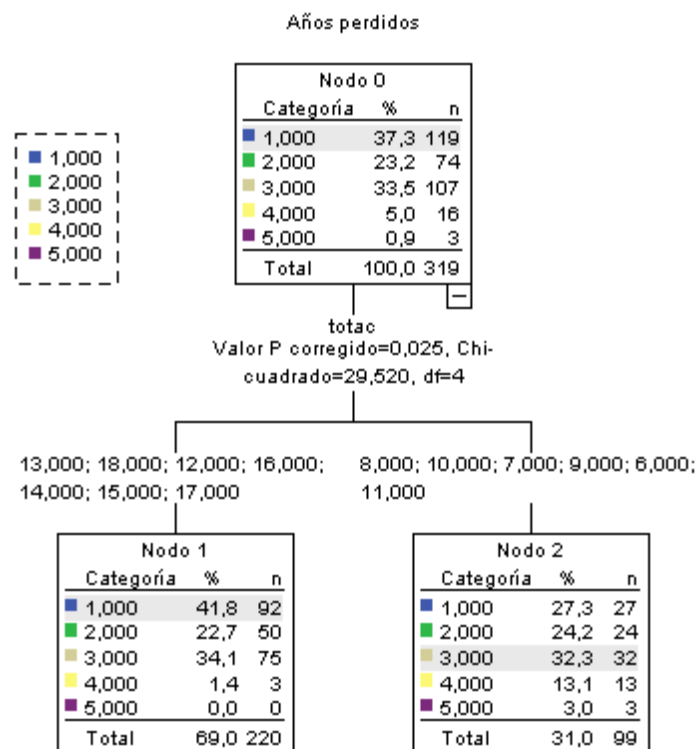 Años perdidos
Nodo 0
Categoría % n
1,000 37,3 119
2,000 23,2 74
3,000 33,5 107
4,000 5,0 16
5,000 0,9 3
Total 100,0 319
1,000
2,000
3,000
4,000
5,000
totac
Valor P corregido=0,025, Chi-
cuadrado=29,520, df=4
13,000; 18,000; 12,000; 16,000;
14,000; 15,000; 17,000
8,000; 10,000; 7,000; 9,000; 6,000;
11,000
Nodo 1
Categoría % n
1,000 41,8 92
2,000 22,7 50
3,000 34,1 75
4,000 1,4 3
5,000 0,0 0
Total 69,0 220
Nodo 2
Categoría % n
1,000 27,3 27
2,000 24,2 24
3,000 32,3 32
4,000 13,1 13
5,000 3,0 3
Total 31,0 99